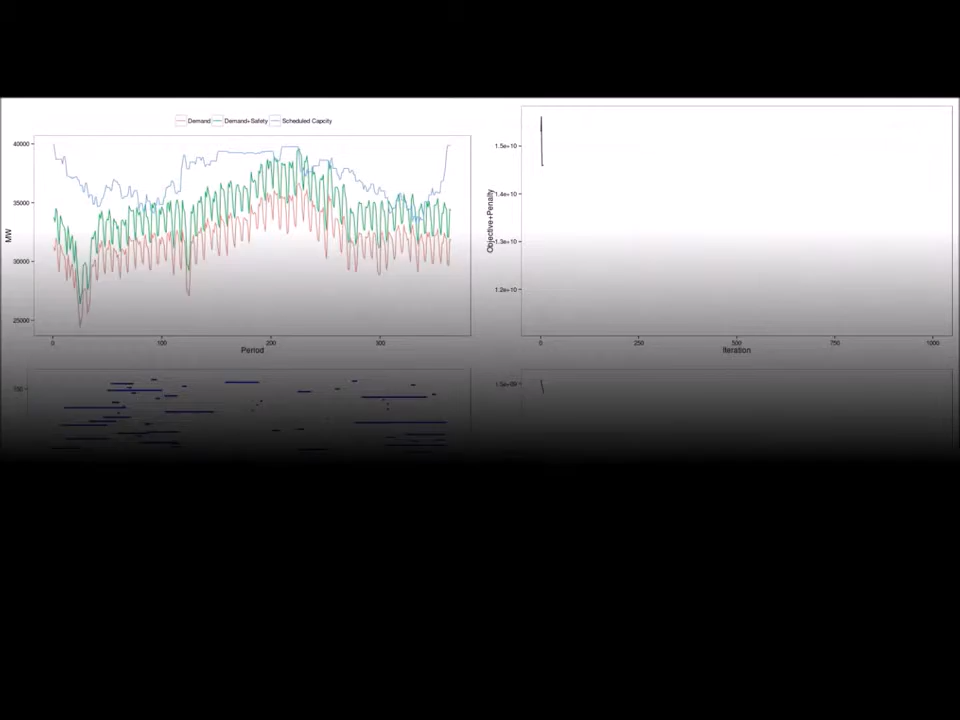 Demand Demand+Safety Scheduled Capcity
40000
35000
30000
25000
MW
0 100 200 300
Period
1.5e+10
1.4e+10
1.3e+10
1.2e+10
Objective+Penalty
0 250 500 750 1000
Iteration